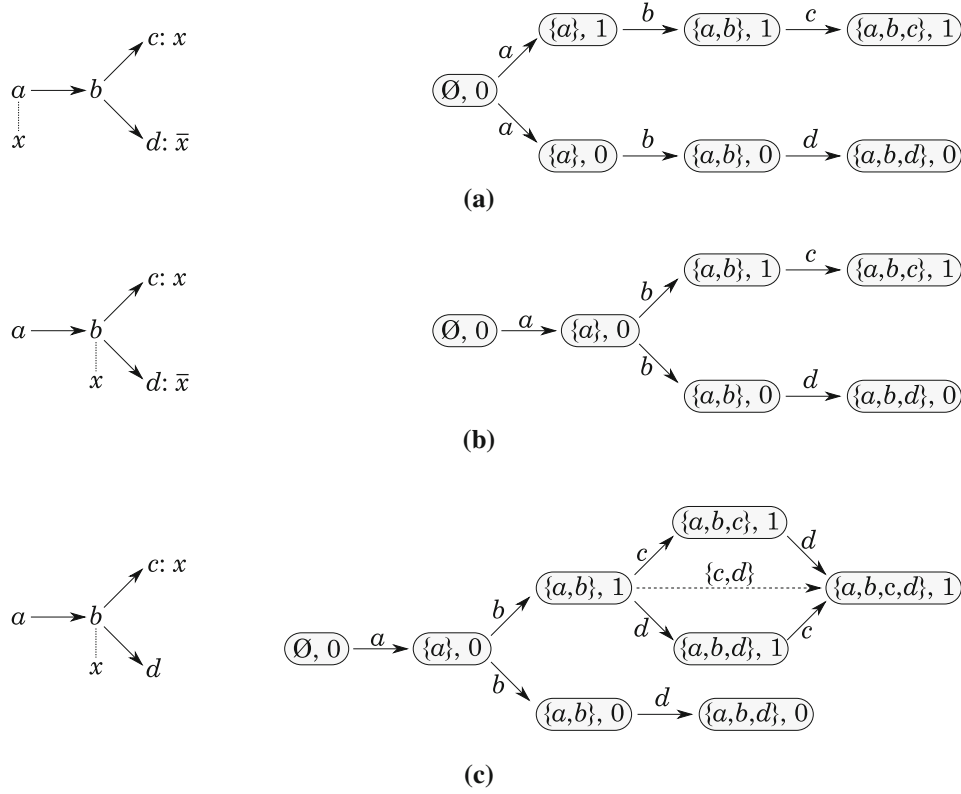 c: x
{a}, 1 b {a,b}, 1 c {a,b,c}, 1
a
a b
Ø, 0
x
d: x̄
a
{a}, 0 b {a,b}, 0 d {a,b,d}, 0
(a)
c: x
{a,b}, 1 c {a,b,c}, 1
b
a b
Ø, 0 a {a}, 0
x
d: x̄
b
{a,b}, 0 d {a,b,d}, 0
(b)
{a,b,c}, 1
c d
c: x
{a,b}, 1 {c,d} {a,b,c,d}, 1
a b
b
d c
Ø, 0 a {a}, 0
{a,b,d}, 1
x
d
b
{a,b}, 0 d {a,b,d}, 0
(c)